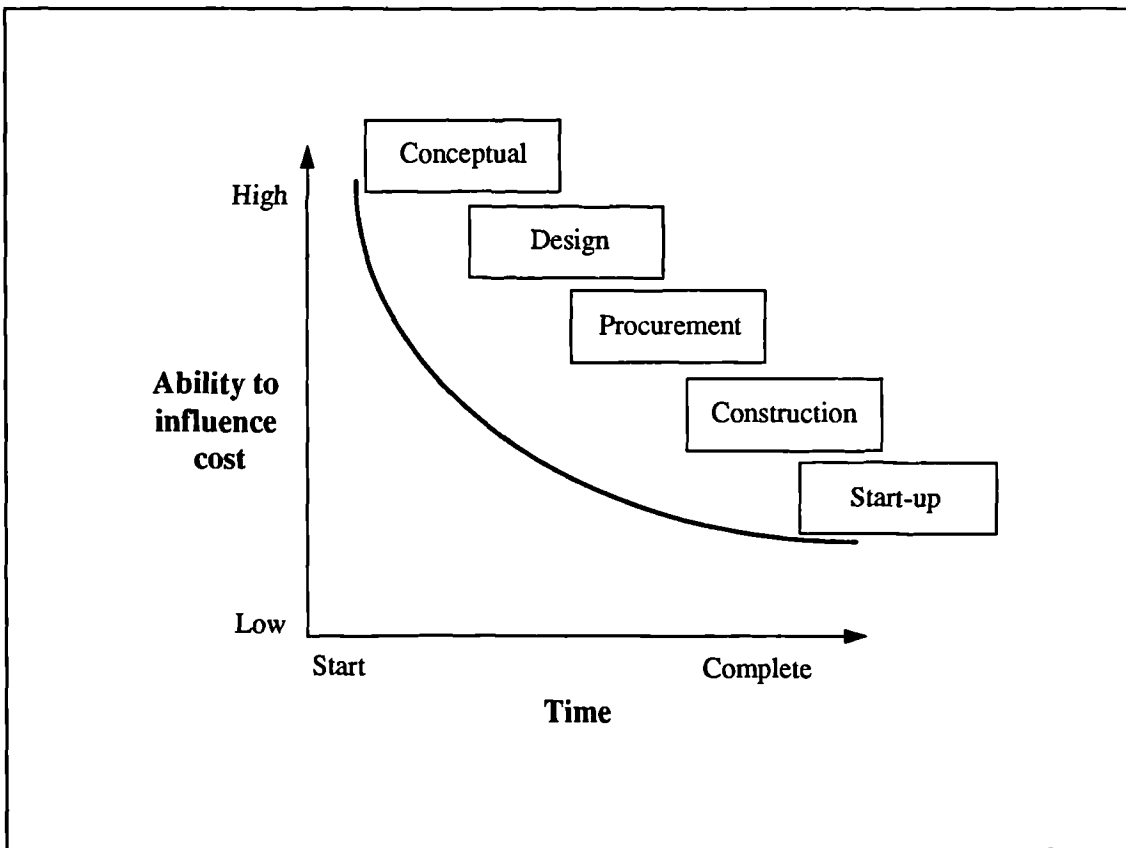 Conceptual
High
Design
Procurement
Ability to
influence
cost
Construction
Start-up
Low
Start
Complete
Time